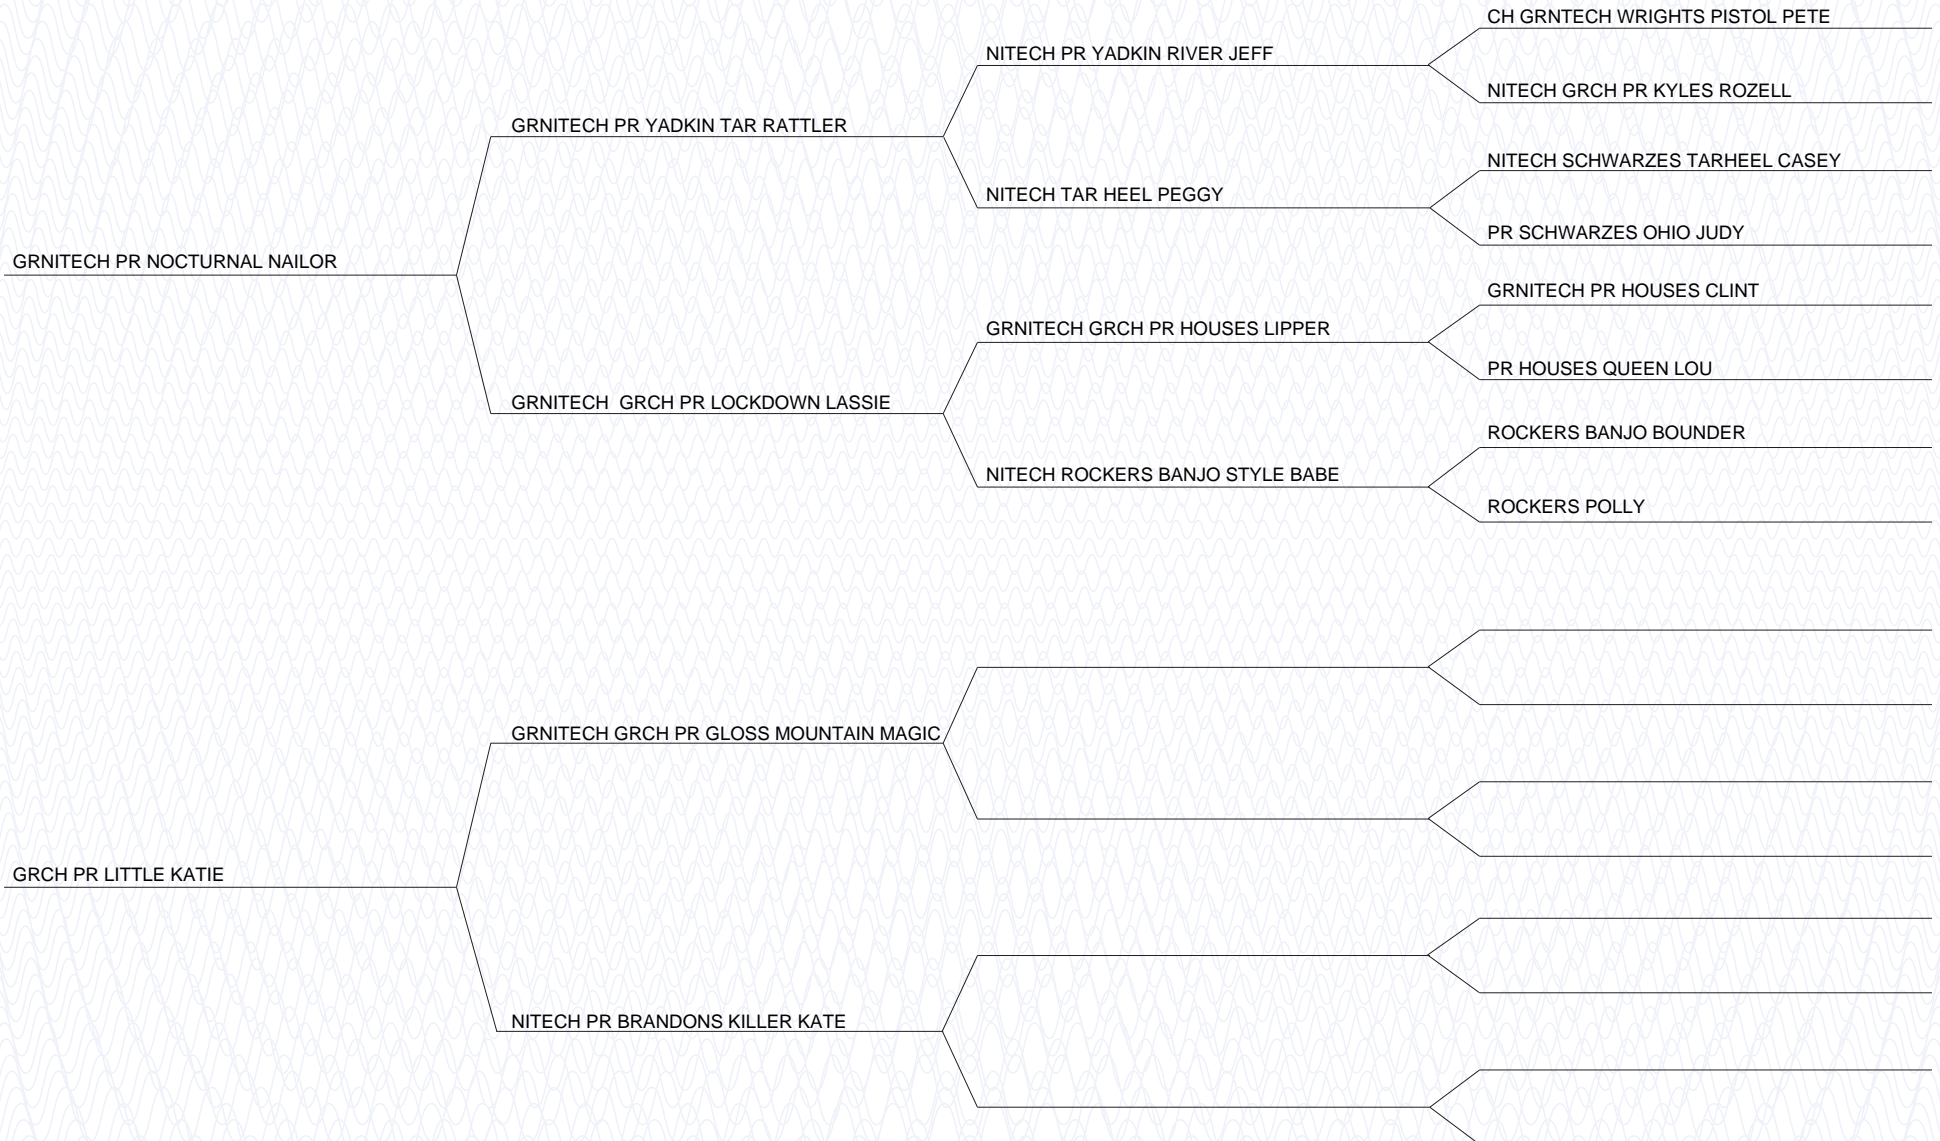 CH GRNTECH WRIGHTS PISTOL PETE
NITECH PR YADKIN RIVER JEFF
NITECH GRCH PR KYLES ROZELL
GRNITECH PR YADKIN TAR RATTLER
NITECH SCHWARZES TARHEEL CASEY
NITECH TAR HEEL PEGGY
PR SCHWARZES OHIO JUDY
GRNITECH PR NOCTURNAL NAILOR
GRNITECH PR HOUSES CLINT
GRNITECH GRCH PR HOUSES LIPPER
PR HOUSES QUEEN LOU
GRNITECH  GRCH PR LOCKDOWN LASSIE
ROCKERS BANJO BOUNDER
NITECH ROCKERS BANJO STYLE BABE
ROCKERS POLLY
GRNITECH GRCH PR GLOSS MOUNTAIN MAGIC
GRCH PR LITTLE KATIE
NITECH PR BRANDONS KILLER KATE